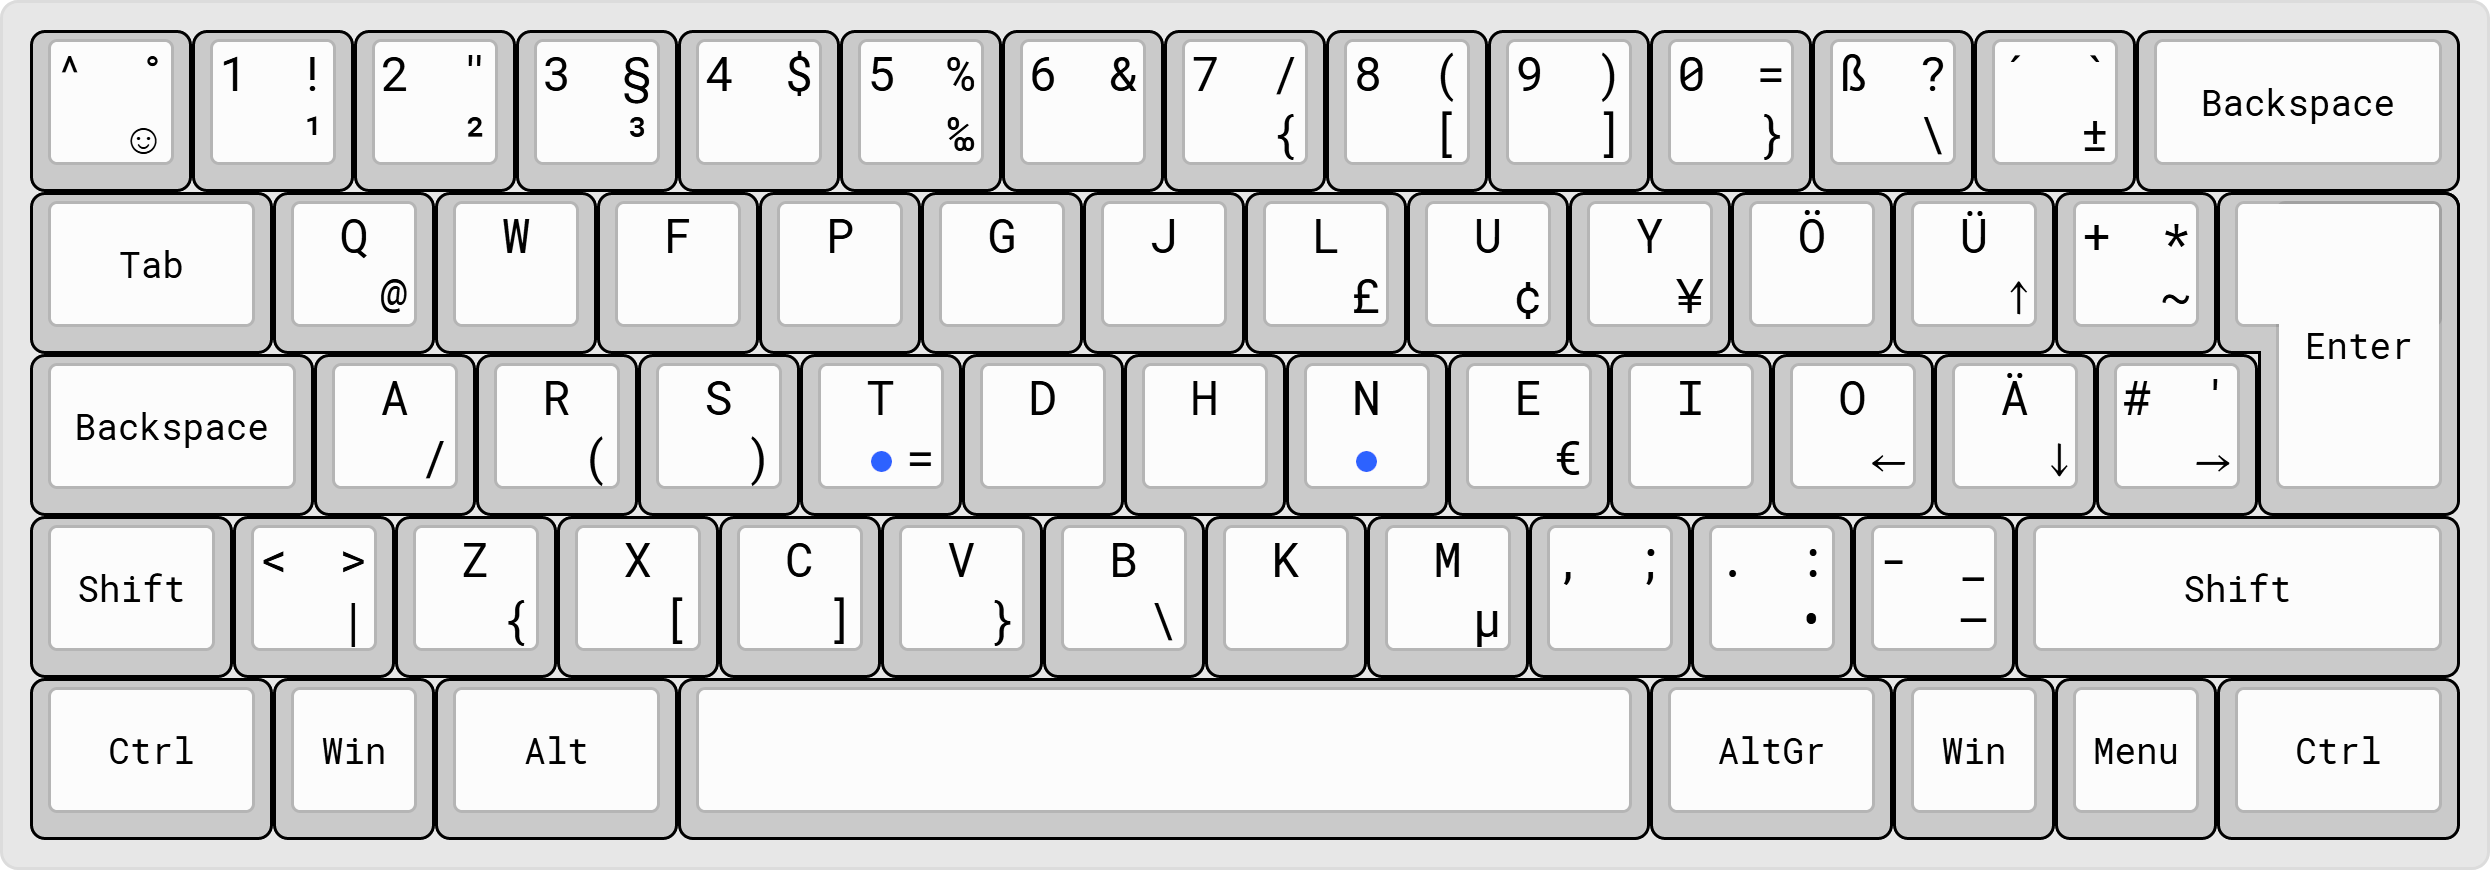 ^ ° 1 ! 2 " 3 § 4 $ 5 % 6 & 7 / 8 ( 9 ) 0 = ß ? ´ ` Backspace
☺ ¹ ² ³ ‰ { [ ] } \ ±
Tab Q W F P G J L U Y Ö Ü + * Enter
@ £ ¢ ¥ ↑ ~
Backspace A R S T D H N E I O Ä # '
/ ( ) = € ← ↓ →
Shift < > Z X C V B K M , ; . : - _ Shift
| { [ ] } \ µ • –
Ctrl Win Alt AltGr Win Menu Ctrl